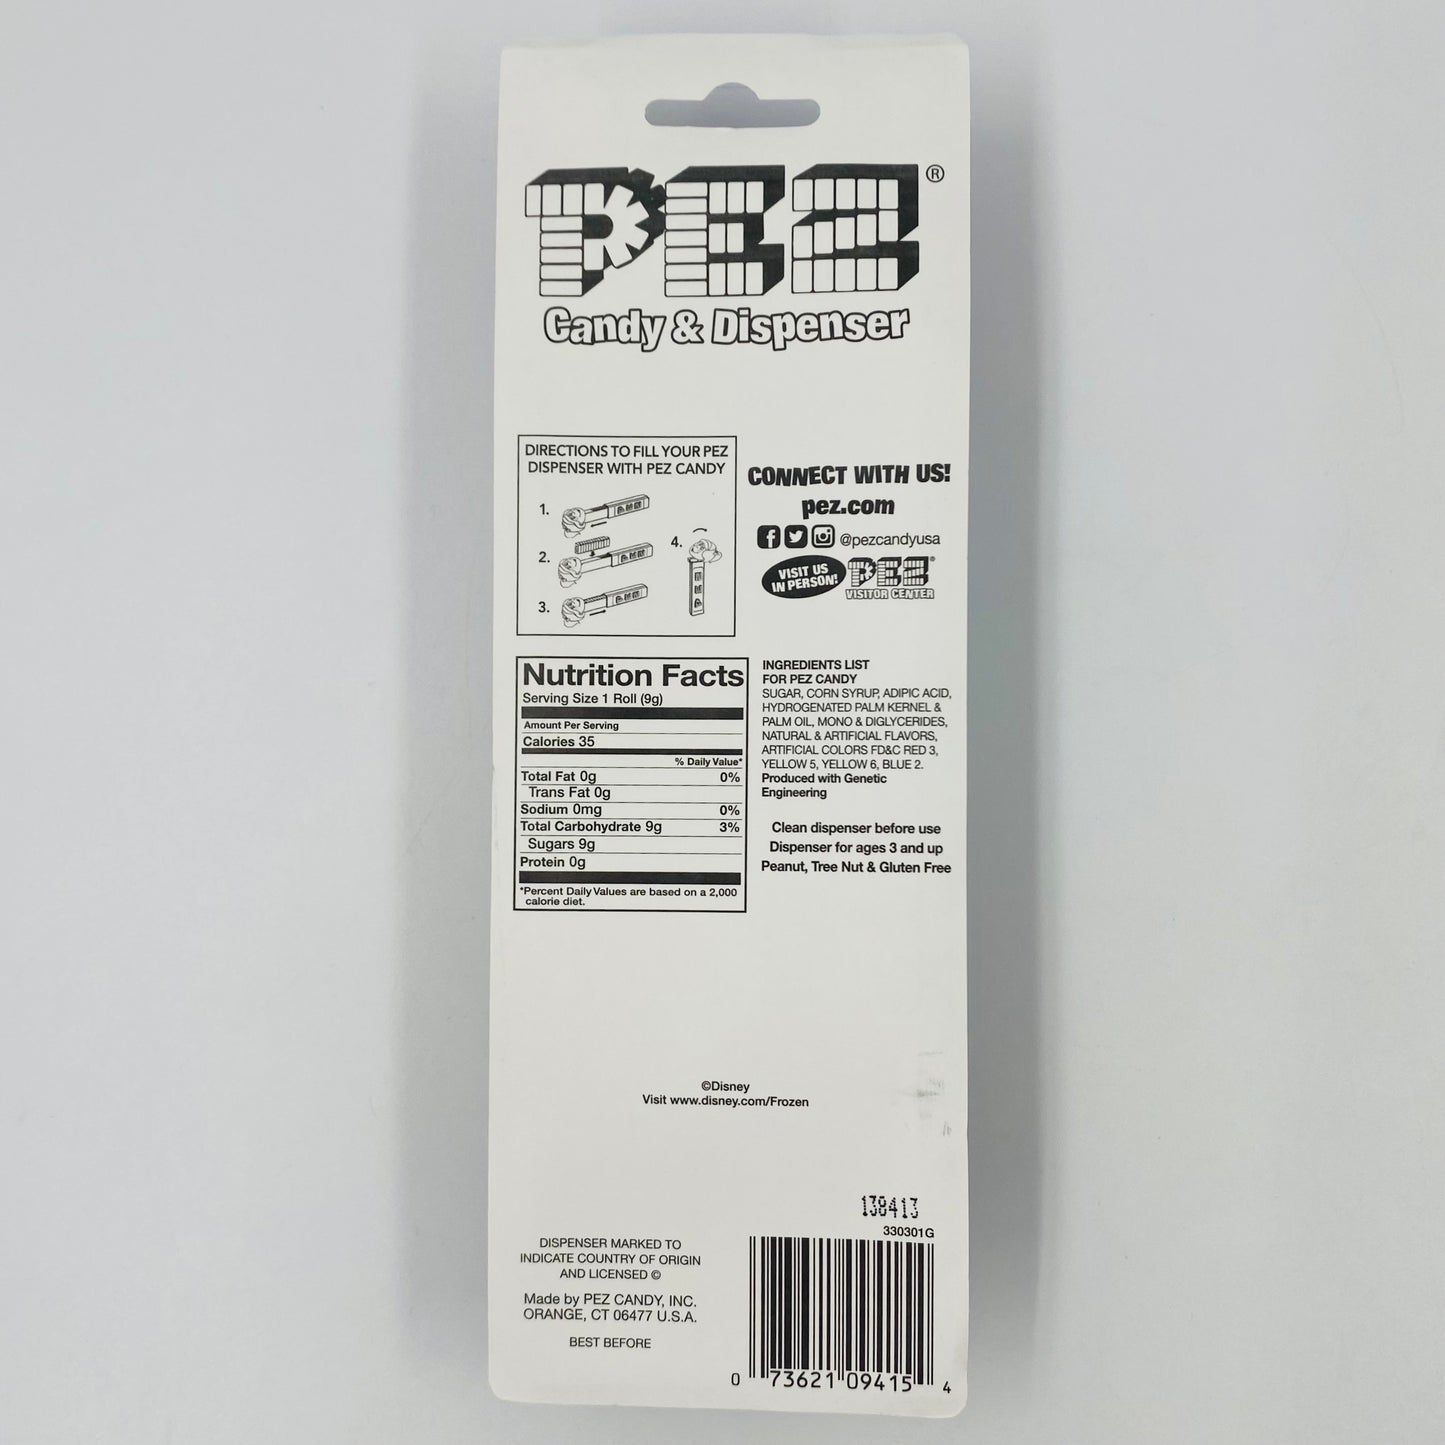 PEZ®
Candy & Dispenser
DIRECTIONS TO FILL YOUR PEZ
DISPENSER WITH PEZ CANDY
1.
2.
3.
4.
CONNECT WITH US!
pez.com
@pezcandyusa
VISIT US
IN PERSON!
PEZ®
VISITOR CENTER
Nutrition Facts
Serving Size 1 Roll (9g)
Amount Per Serving
Calories 35
% Daily Value*
Total Fat 0g 0%
Trans Fat 0g
Sodium 0mg 0%
Total Carbohydrate 9g 3%
Sugars 9g
Protein 0g
*Percent Daily Values are based on a 2,000
calorie diet.
INGREDIENTS LIST
FOR PEZ CANDY
SUGAR, CORN SYRUP, ADIPIC ACID,
HYDROGENATED PALM KERNEL &
PALM OIL, MONO & DIGLYCERIDES,
NATURAL & ARTIFICIAL FLAVORS,
ARTIFICIAL COLORS FD&C RED 3,
YELLOW 5, YELLOW 6, BLUE 2.
Produced with Genetic
Engineering
Clean dispenser before use
Dispenser for ages 3 and up
Peanut, Tree Nut & Gluten Free
©Disney
Visit www.disney.com/Frozen
138413
330301G
DISPENSER MARKED TO
INDICATE COUNTRY OF ORIGIN
AND LICENSED ©
Made by PEZ CANDY, INC.
ORANGE, CT 06477 U.S.A.
BEST BEFORE
0 73621 09415 4